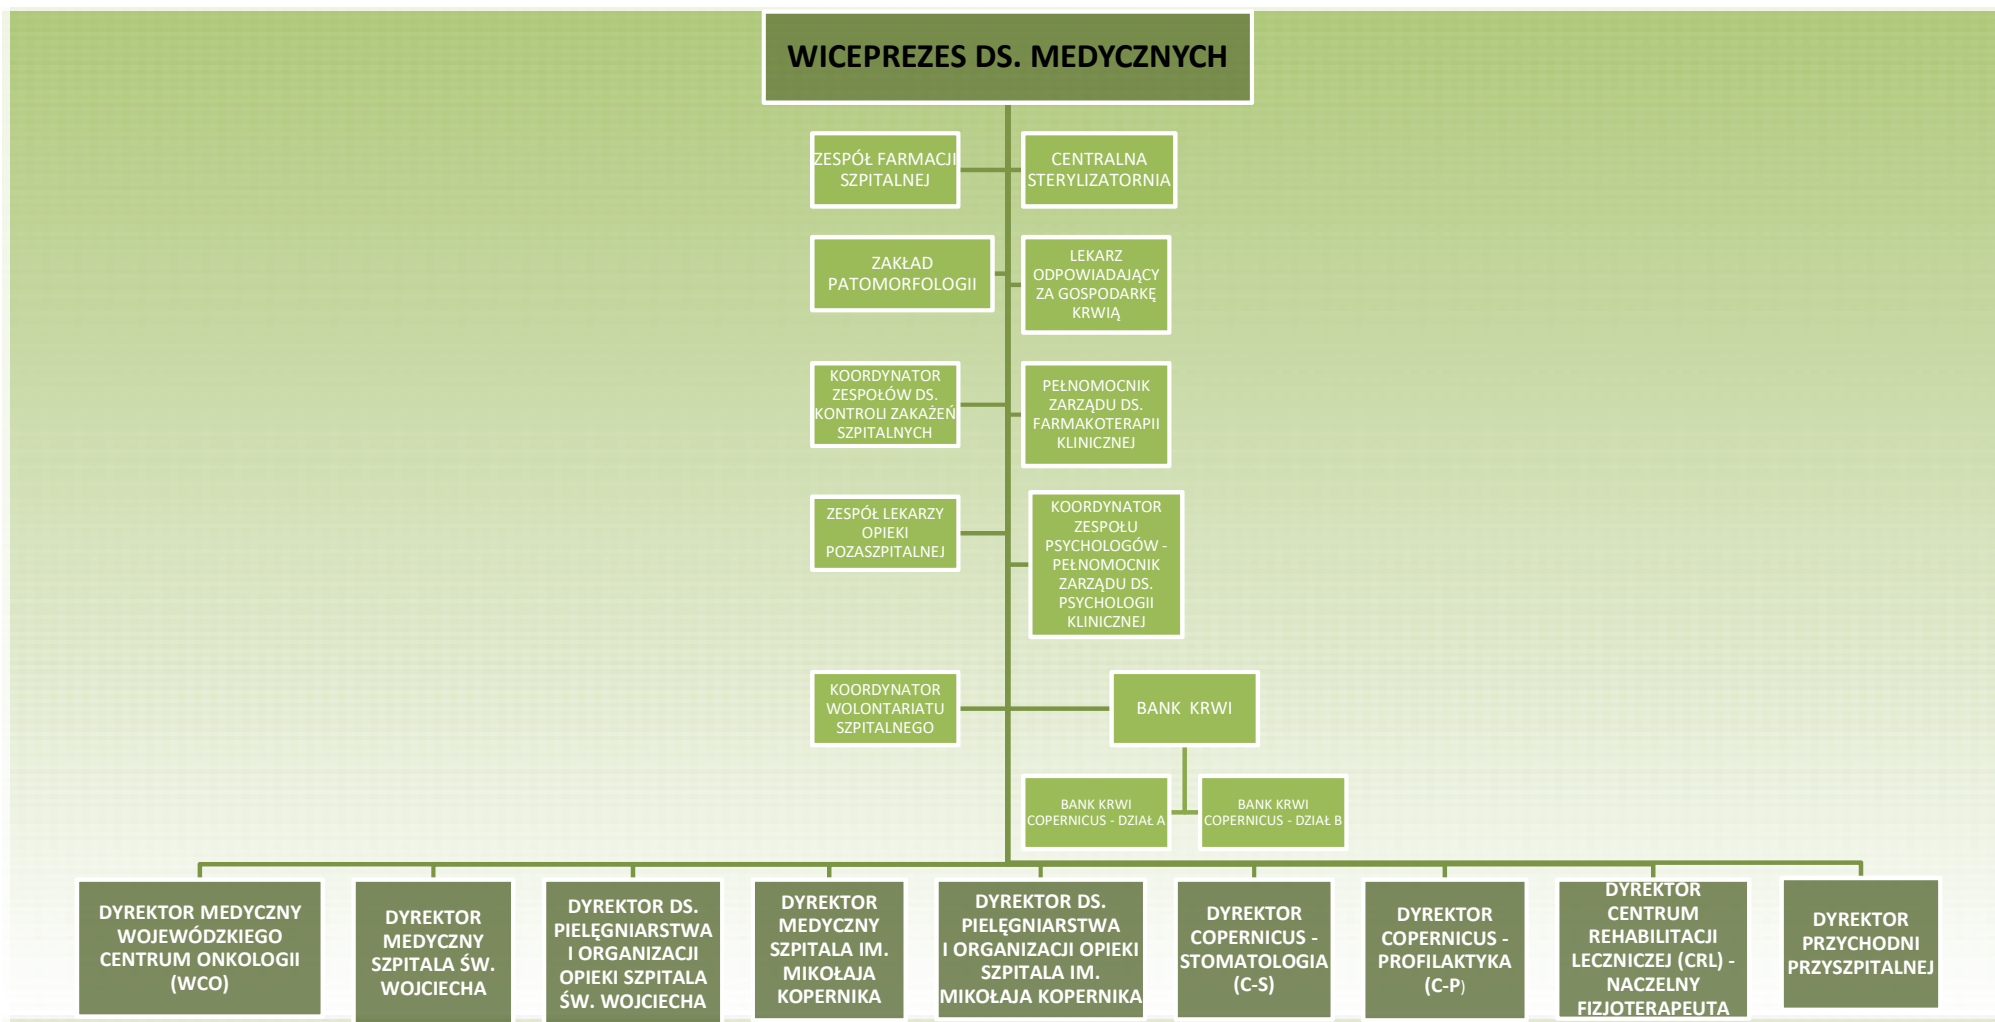 WICEPREZES DS. MEDYCZNYCH
ZESPÓŁ FARMACJI
SZPITALNEJ
CENTRALNA
STERYLIZATORNIA
ZAKŁAD
PATOMORFOLOGII
LEKARZ
ODPOWIADAJĄCY
ZA GOSPODARKĘ
KRWIĄ
KOORDYNATOR
ZESPOŁÓW DS.
KONTROLI ZAKAŻEŃ
SZPITALNYCH
PEŁNOMOCNIK
ZARZĄDU DS.
FARMAKOTERAPII
KLINICZNEJ
ZESPÓŁ LEKARZY
OPIEKI
POZASZPITALNEJ
KOORDYNATOR
ZESPOŁU
PSYCHOLOGÓW -
PEŁNOMOCNIK
ZARZĄDU DS.
PSYCHOLOGII
KLINICZNEJ
KOORDYNATOR
WOLONTARIATU
SZPITALNEGO
BANK KRWI
BANK KRWI
COPERNICUS - DZIAŁ A
BANK KRWI
COPERNICUS - DZIAŁ B
DYREKTOR MEDYCZNY
WOJEWÓDZKIEGO
CENTRUM ONKOLOGII
(WCO)
DYREKTOR
MEDYCZNY
SZPITALA ŚW.
WOJCIECHA
DYREKTOR DS.
PIELĘGNIARSTWA
I ORGANIZACJI
OPIEKI SZPITALA
ŚW. WOJCIECHA
DYREKTOR
MEDYCZNY
SZPITALA IM.
MIKOŁAJA
KOPERNIKA
DYREKTOR DS.
PIELĘGNIARSTWA
I ORGANIZACJI OPIEKI
SZPITALA IM.
MIKOŁAJA KOPERNIKA
DYREKTOR
COPERNICUS -
STOMATOLOGIA
(C-S)
DYREKTOR
COPERNICUS -
PROFILAKTYKA
(C-P)
DYREKTOR
CENTRUM
REHABILITACJI
LECZNICZEJ (CRL) -
NACZELNY
FIZJOTERAPEUTA
DYREKTOR
PRZYCHODNI
PRZYSZPITALNEJ